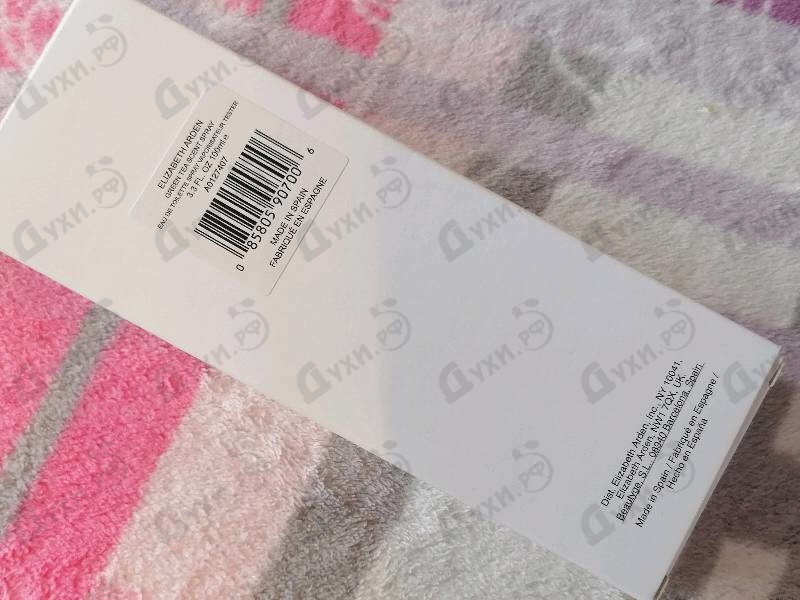 ELIZABETH ARDEN
GREEN TEA SCENT SPRAY
EAU DE TOILETTE SPRAY VAPORISATEUR TESTER
3.3 FL. OZ 100ml e
A0127407
0 85805 90700 6
MADE IN SPAIN
FABRIQUÉ EN ESPAGNE
Dist. Elizabeth Arden, Inc., NY 10041.
Elizabeth Arden, NW1 7QX, UK.
Beautyge, S.L., 08940 Barcelona, Spain.
Made in Spain / Fabriqué en Espagne /
Hecho en España
Духи.рф